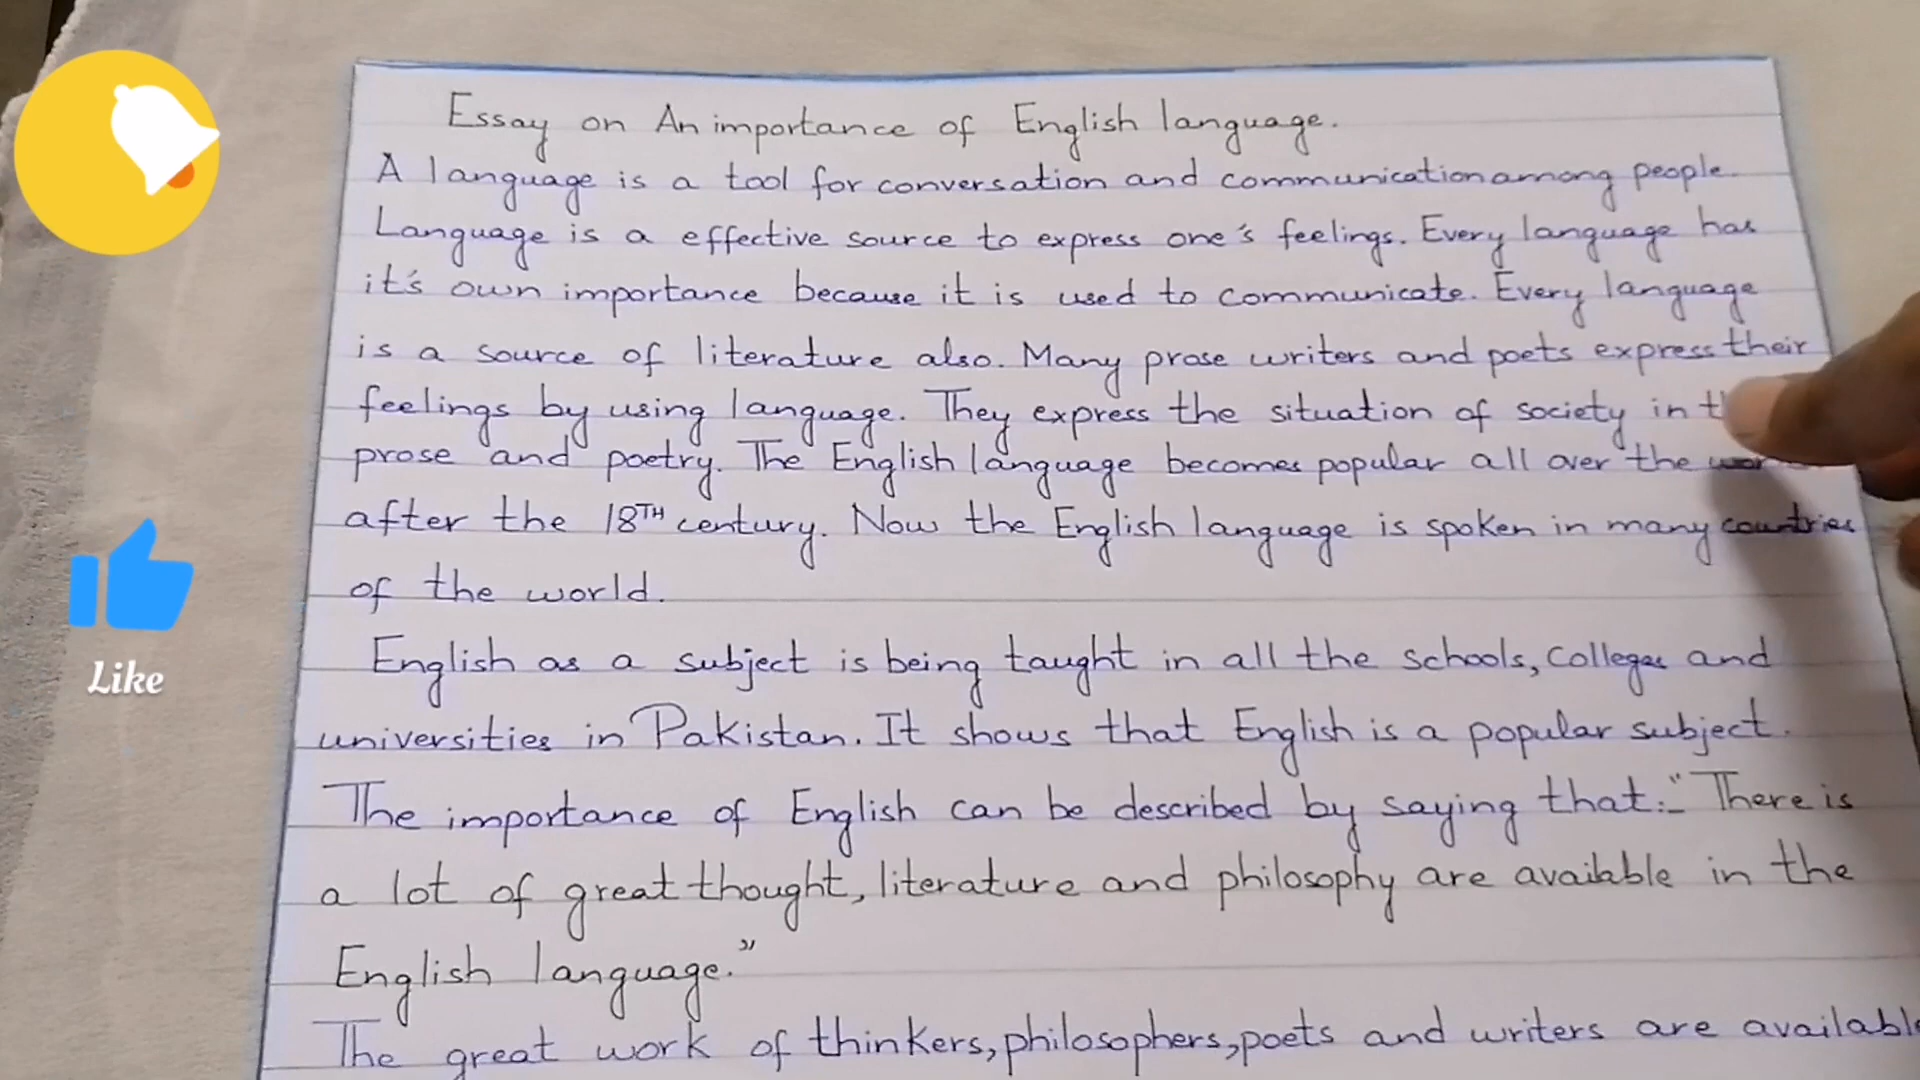 Essay on An importance of English language.
A language is a tool for conversation and communication among people.
Language is a effective source to express one's feelings. Every language has
it's own importance because it is used to communicate. Every language
is a source of literature also. Many prose writers and poets express their
feelings by using language. They express the situation of society in
prose and poetry. The English language becomes popular all over the
after the 18TH century. Now the English language is spoken in many countries
of the world.
English as a subject is being taught in all the schools, Colleges and
universities in Pakistan. It shows that English is a popular subject.
The importance of English can be described by saying that:- "There is
a lot of great thought, literature and philosophy are available in the
English language."
The great work of thinkers, philosophers, poets and writers are available
Like